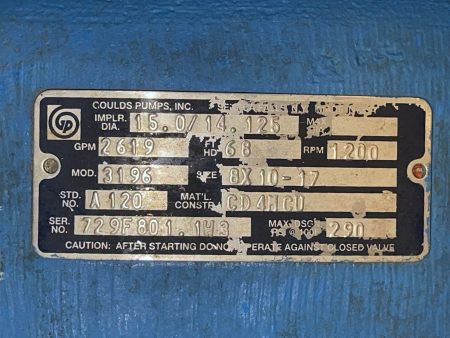 GOULDS PUMPS, INC.
IMPLR. DIA. 15.0/14.125
GPM 2619 FT HD 68 RPM 1200
MOD. 3196 SIZE 8X10-17
STD. NO. A120 MAT'L. CONSTR. CD4MCU
SER. NO. 729F801.143 MAX DSG 290
CAUTION: AFTER STARTING DO NOT OPERATE AGAINST CLOSED VALVE